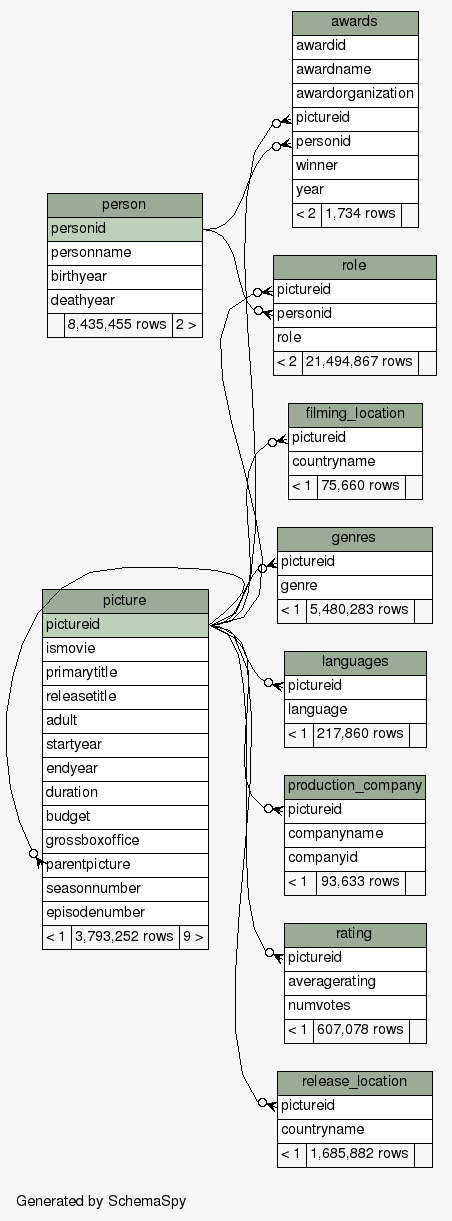 awards
awardid
awardname
awardorganization
pictureid
personid
winner
year
< 2 1,734 rows
person
personid
personname
birthyear
deathyear
8,435,455 rows 2 >
role
pictureid
personid
role
< 2 21,494,867 rows
filming_location
pictureid
countryname
< 1 75,660 rows
genres
pictureid
genre
< 1 5,480,283 rows
picture
pictureid
ismovie
primarytitle
releasetitle
adult
startyear
endyear
duration
budget
grossboxoffice
parentpicture
seasonnumber
episodenumber
< 1 3,793,252 rows 9 >
languages
pictureid
language
< 1 217,860 rows
production_company
pictureid
companyname
companyid
< 1 93,633 rows
rating
pictureid
averagerating
numvotes
< 1 607,078 rows
release_location
pictureid
countryname
< 1 1,685,882 rows
Generated by SchemaSpy